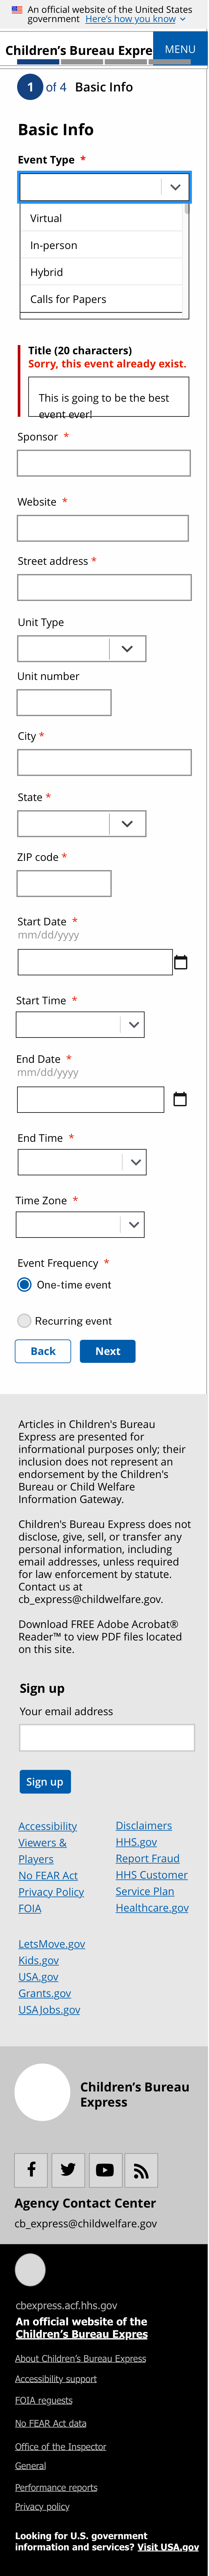 An official website of the United States
government Here’s how you know
Children’s Bureau Expre
MENU
1 of 4 Basic Info
Basic Info
Event Type *
Virtual
In-person
Hybrid
Calls for Papers
Title (20 characters)
Sorry, this event already exist.
This is going to be the best
event ever!
Sponsor *
Website *
Street address *
Unit Type
Unit number
City *
State *
ZIP code *
Start Date *
mm/dd/yyyy
Start Time *
End Date *
mm/dd/yyyy
End Time *
Time Zone *
Event Frequency *
One-time event
Recurring event
Back
Next
Articles in Children's Bureau
Express are presented for
informational purposes only; their
inclusion does not represent an
endorsement by the Children's
Bureau or Child Welfare
Information Gateway.
Children's Bureau Express does not
disclose, give, sell, or transfer any
personal information, including
email addresses, unless required
for law enforcement by statute.
Contact us at
cb_express@childwelfare.gov.
Download FREE Adobe Acrobat®
Reader™ to view PDF files located
on this site.
Sign up
Your email address
Sign up
Accessibility
Viewers &
Players
No FEAR Act
Privacy Policy
FOIA
Disclaimers
HHS.gov
Report Fraud
HHS Customer
Service Plan
Healthcare.gov
LetsMove.gov
Kids.gov
USA.gov
Grants.gov
USAJobs.gov
Children’s Bureau
Express
Agency Contact Center
cb_express@childwelfare.gov
cbexpress.acf.hhs.gov
An official website of the
Children’s Bureau Expres
About Children’s Bureau Express
Accessibility support
FOIA requests
No FEAR Act data
Office of the Inspector
General
Performance reports
Privacy policy
Looking for U.S. government
information and services? Visit USA.gov